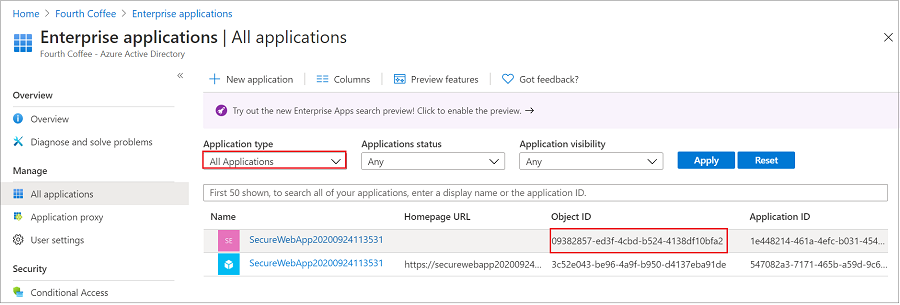 Home > Fourth Coffee > Enterprise applications
Enterprise applications | All applications
Fourth Coffee - Azure Active Directory
«
+ New application Columns Preview features Got feedback?
Overview
Overview
Diagnose and solve problems
Manage
All applications
Application proxy
User settings
Security
Conditional Access
Try out the new Enterprise Apps search preview! Click to enable the preview. →
Application type Applications status Application visibility
All Applications Any Any Apply Reset
First 50 shown, to search all of your applications, enter a display name or the application ID.
Name Homepage URL Object ID Application ID
SE SecureWebApp20200924113531 09382857-ed3f-4cbd-b524-4138df10bfa2 1e448214-461a-4efc-b031-454...
SecureWebApp20200924113531 https://securewebapp20200924... 3c52e043-be96-4a9f-b950-d4137eba91de 547082a3-7171-465b-a59d-9c6...